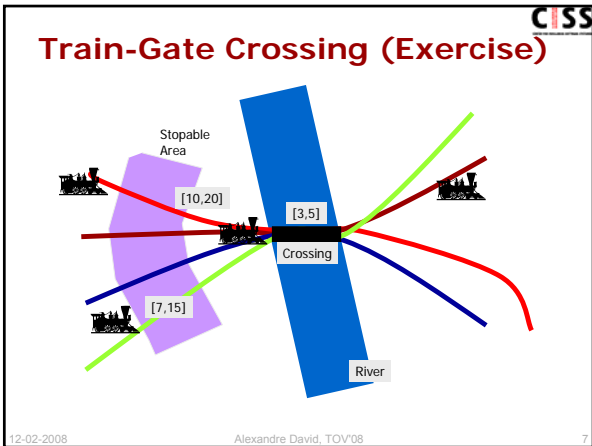 CISS
Train-Gate Crossing (Exercise)
Stopable
Area
[10,20]
[3,5]
Crossing
[7,15]
River
12-02-2008
Alexandre David, TOV'08
7